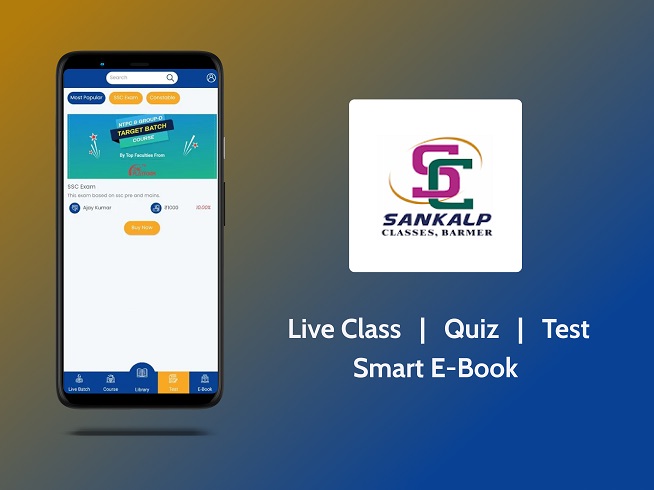 Search
Most Popular
SSC Exam
Constable
NTPC & GROUP-D
TARGET BATCH
COURSE
By Top Faculties From
SSC Exam
This exam based on ssc pre and mains.
Ajay Kumar
₹1000
Buy Now
Live Batch
Course
Library
Test
E-Book
SC
SANKALP
CLASSES, BARMER
Live Class | Quiz | Test
Smart E-Book